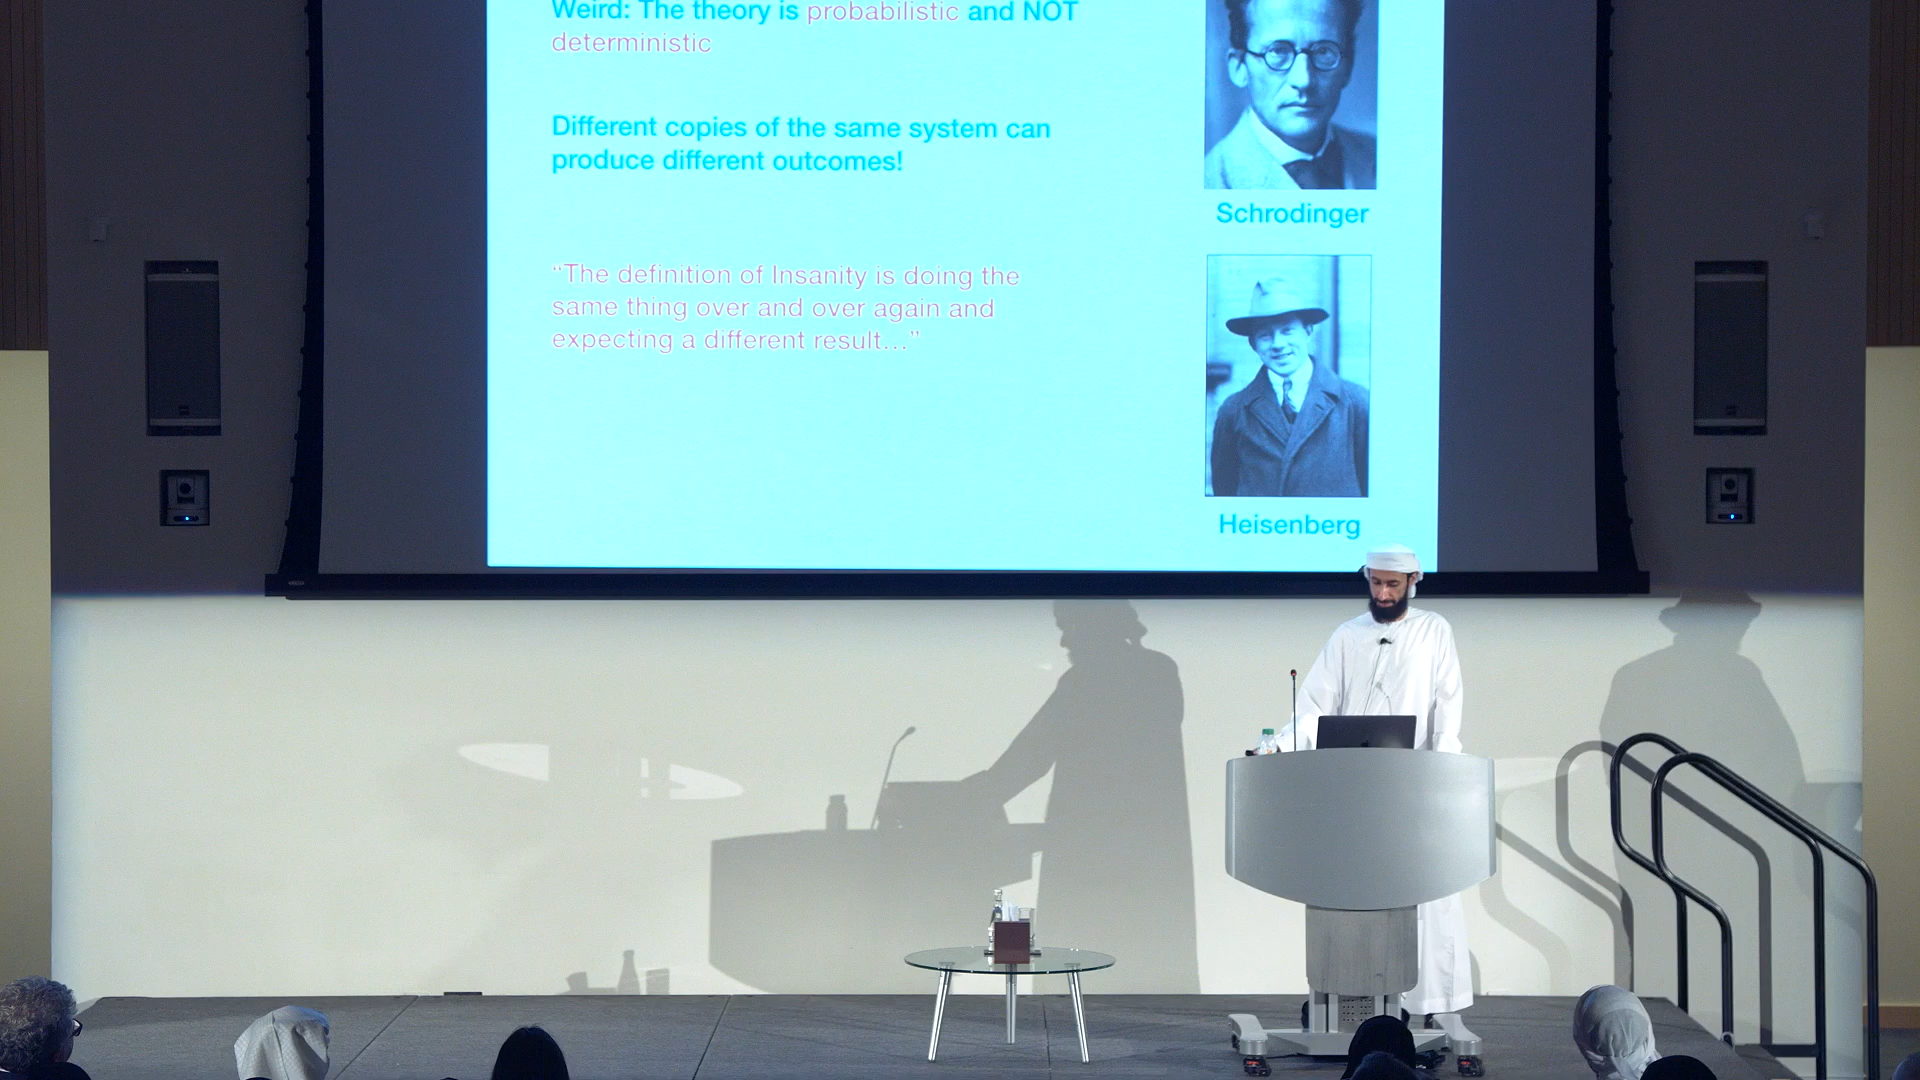 Weird: The theory is probabilistic and NOT
deterministic
Different copies of the same system can
produce different outcomes!
Schrodinger
“The definition of Insanity is doing the
same thing over and over again and
expecting a different result...”
Heisenberg